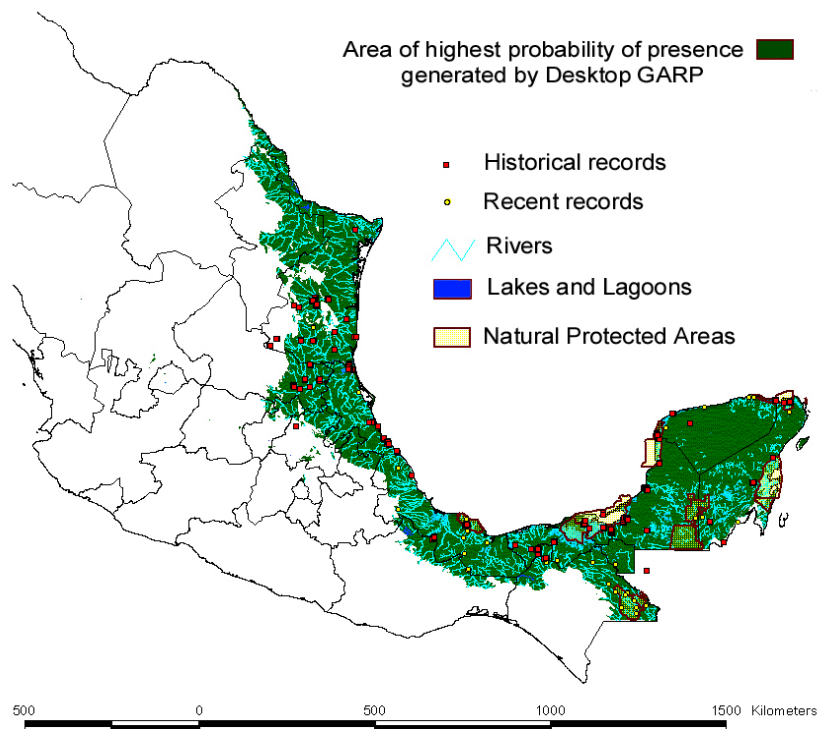 Area of highest probability of presence
generated by Desktop GARP
Historical records
Recent records
Rivers
Lakes and Lagoons
Natural Protected Areas
500 0 500 1000 1500 Kilometers